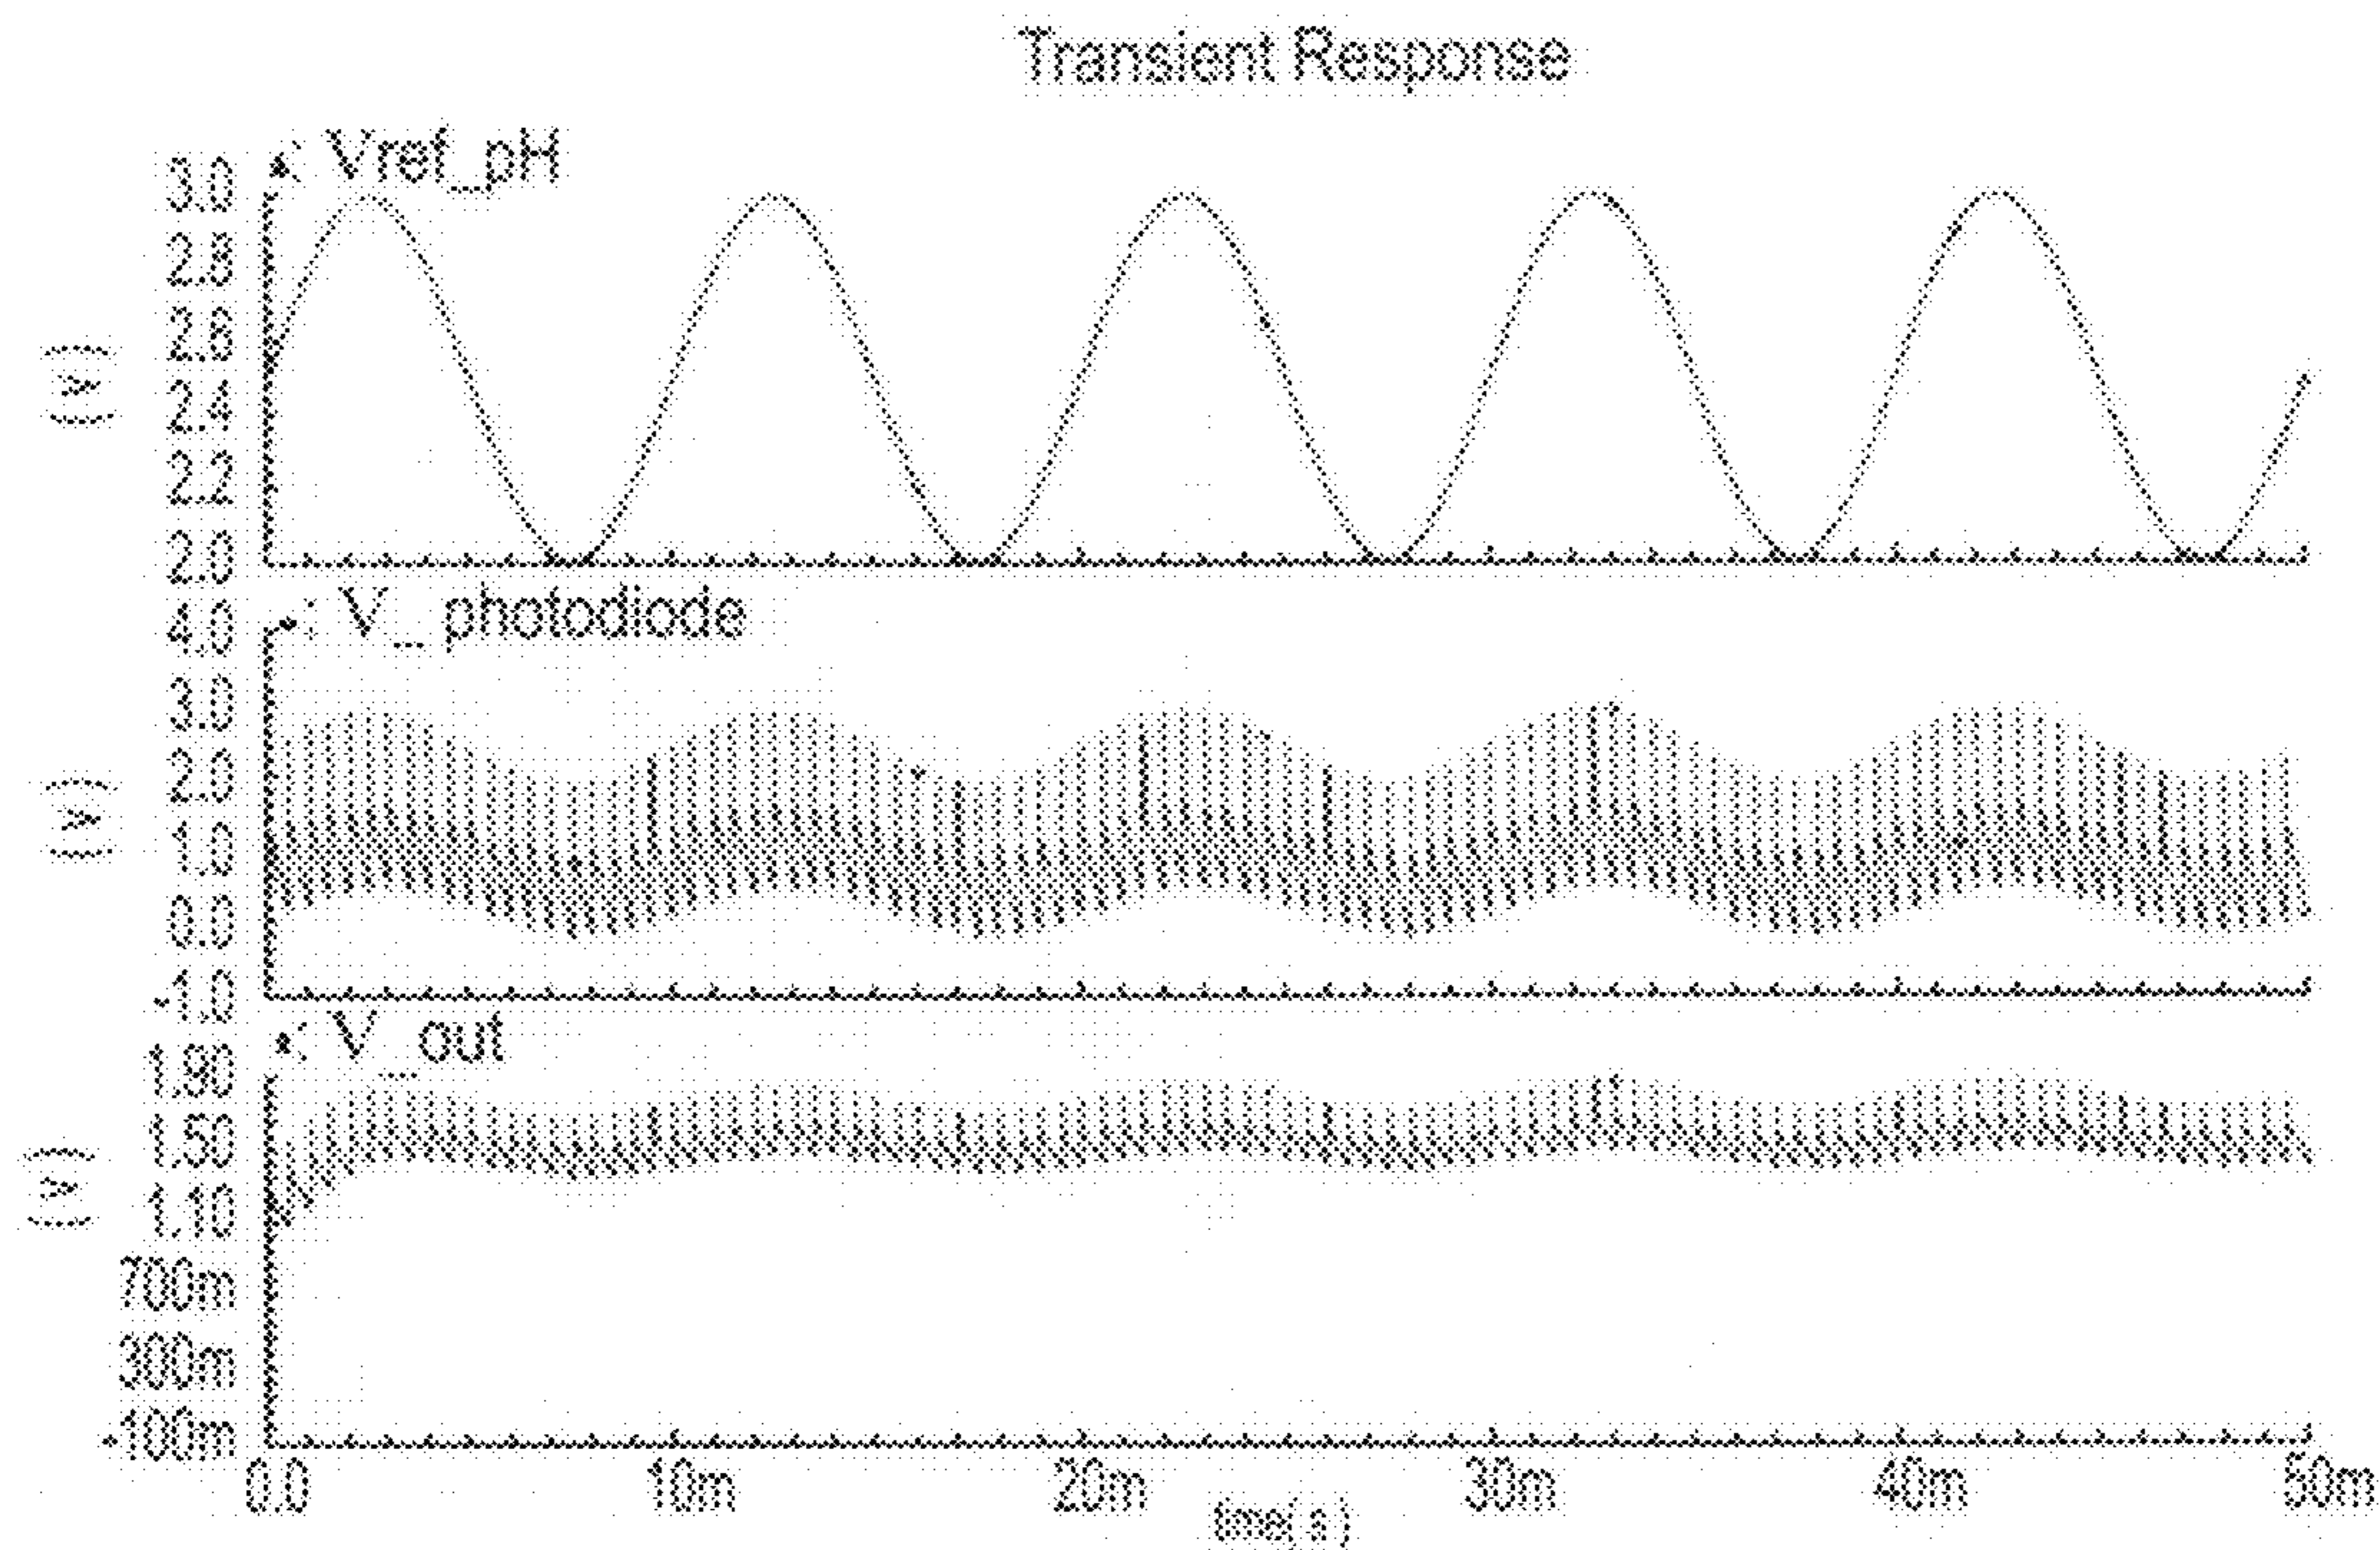 Transient Response
▲: Vref_pH
3.0
2.8
2.6
2.4
2.2
2.0
(V)
: V_ photodiode
4.0
3.0
2.0
1.0
0.0
-1.0
(V)
: V_out
1.90
1.50
1.10
700m
300m
-100m
(V)
0.0 10m 20m 30m 40m 50m
time(s)